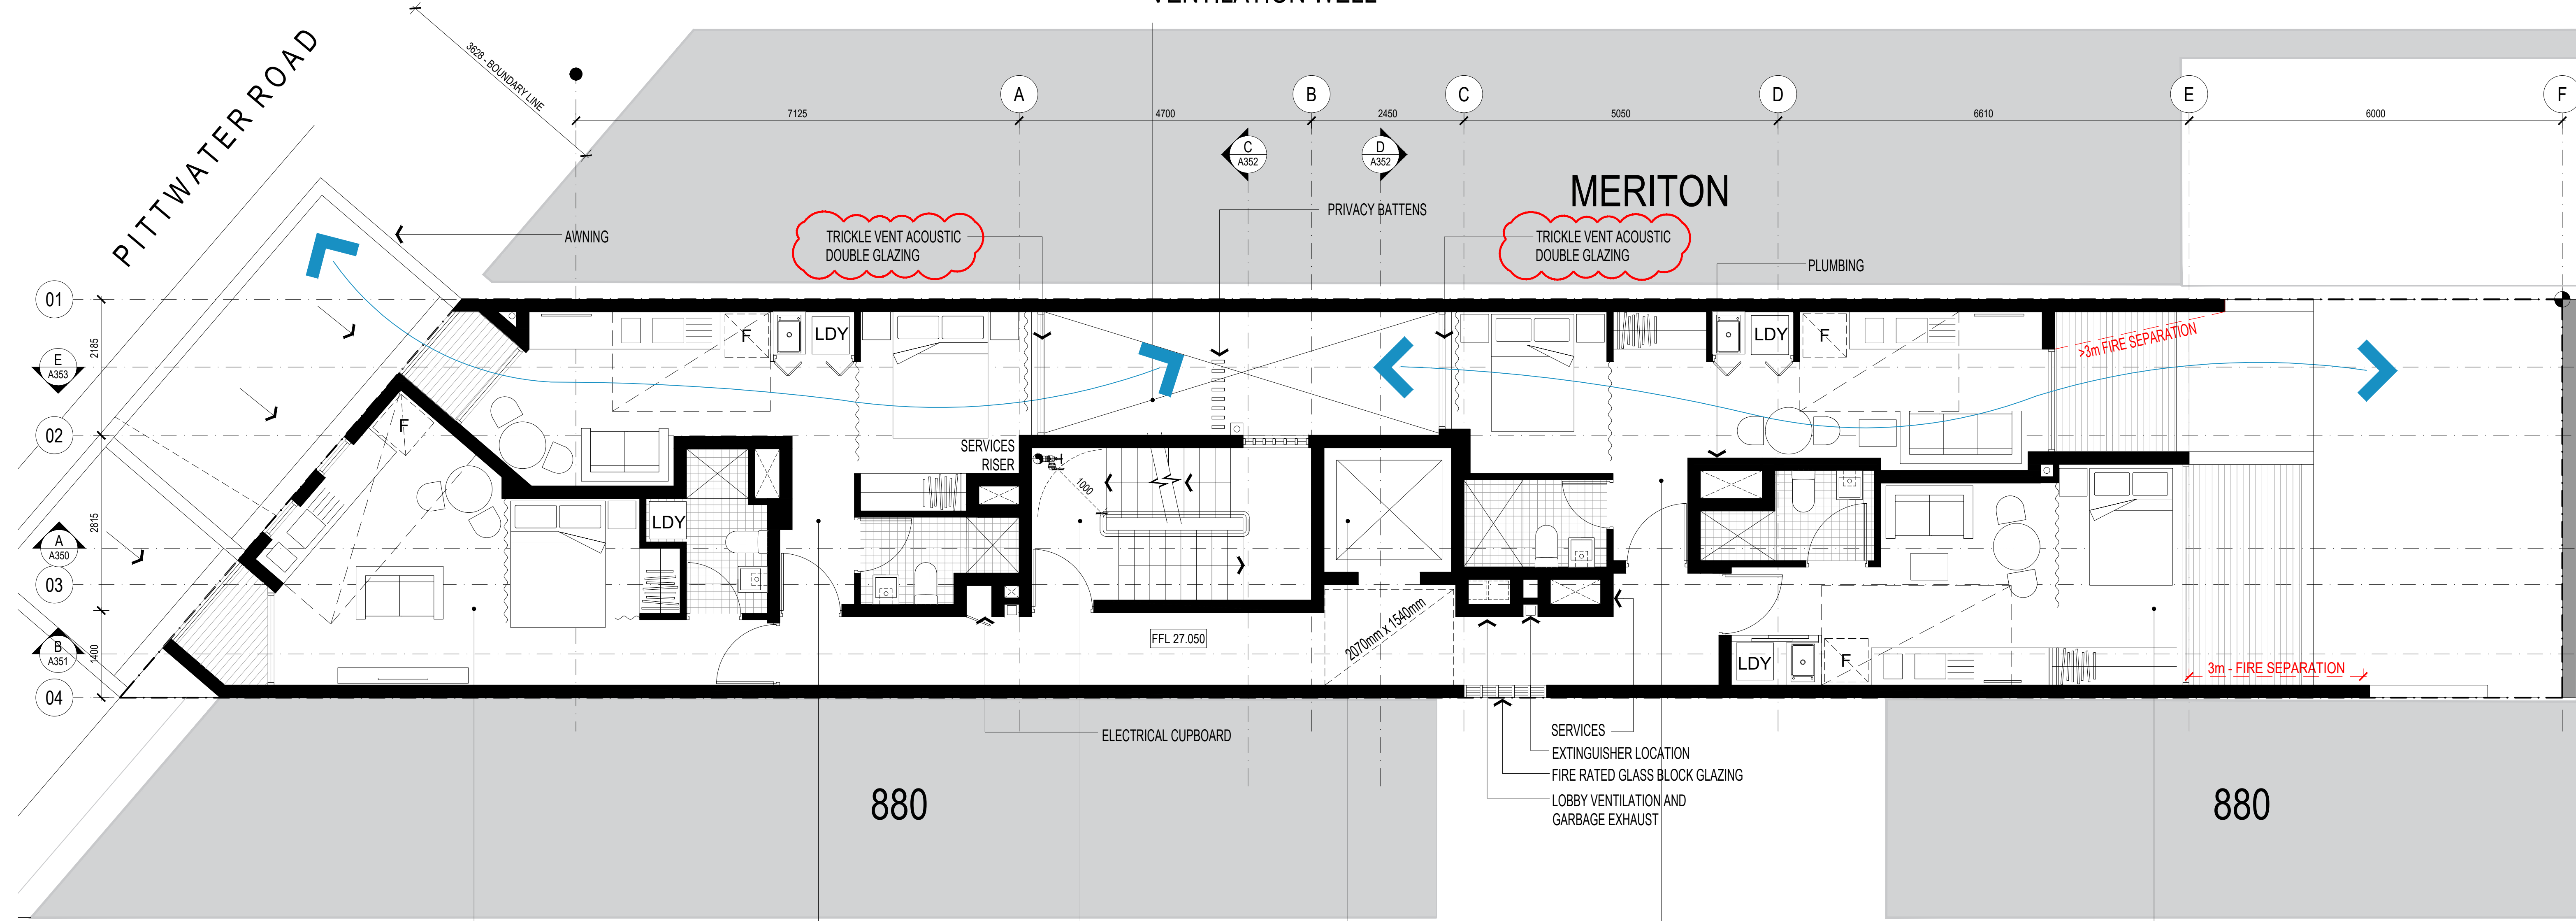 VENTILATION WELL
PITTWATER ROAD
3628 - BOUNDARY LINE
A
B
C
D
E
F
7125
4700
2450
5050
6610
6000
C
A352
D
A352
MERITON
PRIVACY BATTENS
AWNING
TRICKLE VENT ACOUSTIC
DOUBLE GLAZING
TRICKLE VENT ACOUSTIC
DOUBLE GLAZING
PLUMBING
01
2185
E
A353
02
2815
A
A350
03
1400
B
A351
04
F
LDY
LDY
F
>3m FIRE SEPARATION
F
SERVICES
RISER
1000
LDY
FFL 27.050
2070mm x 1540mm
LDY
F
3m - FIRE SEPARATION
ELECTRICAL CUPBOARD
SERVICES
EXTINGUISHER LOCATION
FIRE RATED GLASS BLOCK GLAZING
LOBBY VENTILATION AND
GARBAGE EXHAUST
880
880